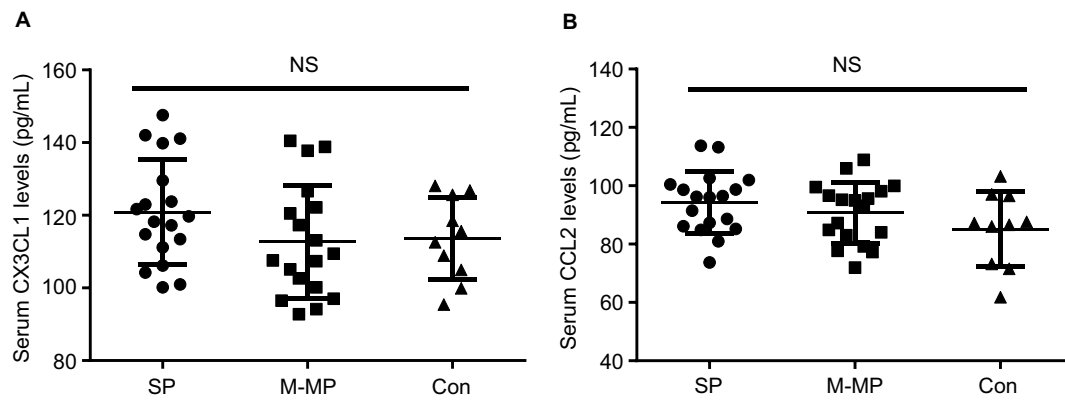 A
NS
Serum CX3CL1 levels (pg/mL)
160
140
120
100
80
SP
M-MP
Con
B
NS
Serum CCL2 levels (pg/mL)
140
120
100
80
60
40
SP
M-MP
Con